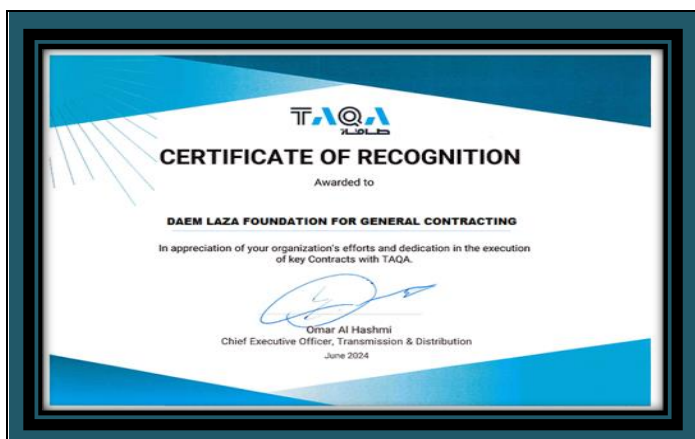 TAQA
طاقة
CERTIFICATE OF RECOGNITION
Awarded to
DAEM LAZA FOUNDATION FOR GENERAL CONTRACTING
In appreciation of your organization's efforts and dedication in the execution
of key Contracts with TAQA.
Omar Al Hashmi
Chief Executive Officer, Transmission & Distribution
June 2024